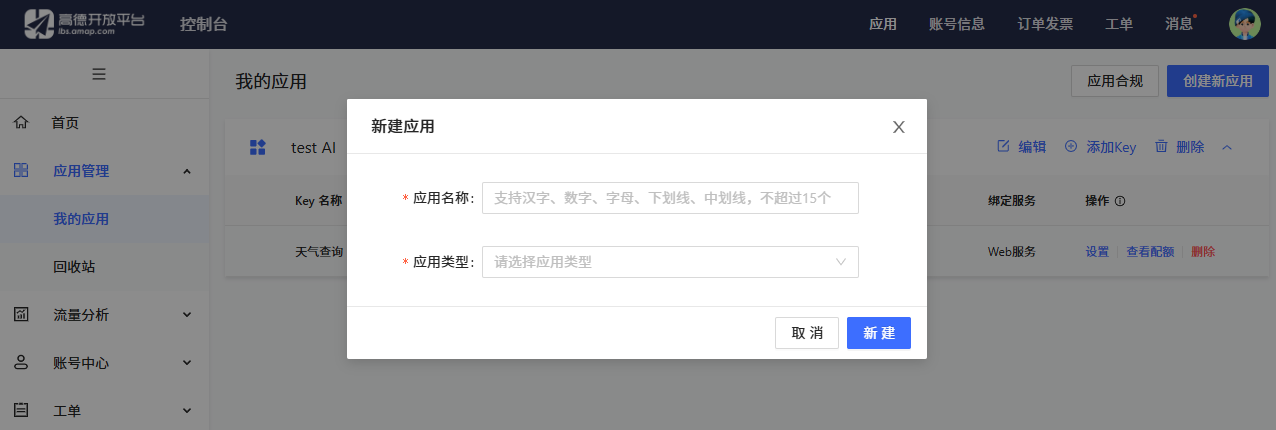 高德开放平台
lbs.amap.com
控制台
应用
账号信息
订单发票
工单
消息
我的应用
应用合规
创建新应用
首页
应用管理
我的应用
回收站
流量分析
账号中心
工单
test AI
编辑
添加Key
删除
Key 名称
绑定服务
操作
天气查询
Web服务
设置
查看配额
删除
新建应用
* 应用名称:
支持汉字、数字、字母、下划线、中划线，不超过15个
* 应用类型:
请选择应用类型
取 消
新 建